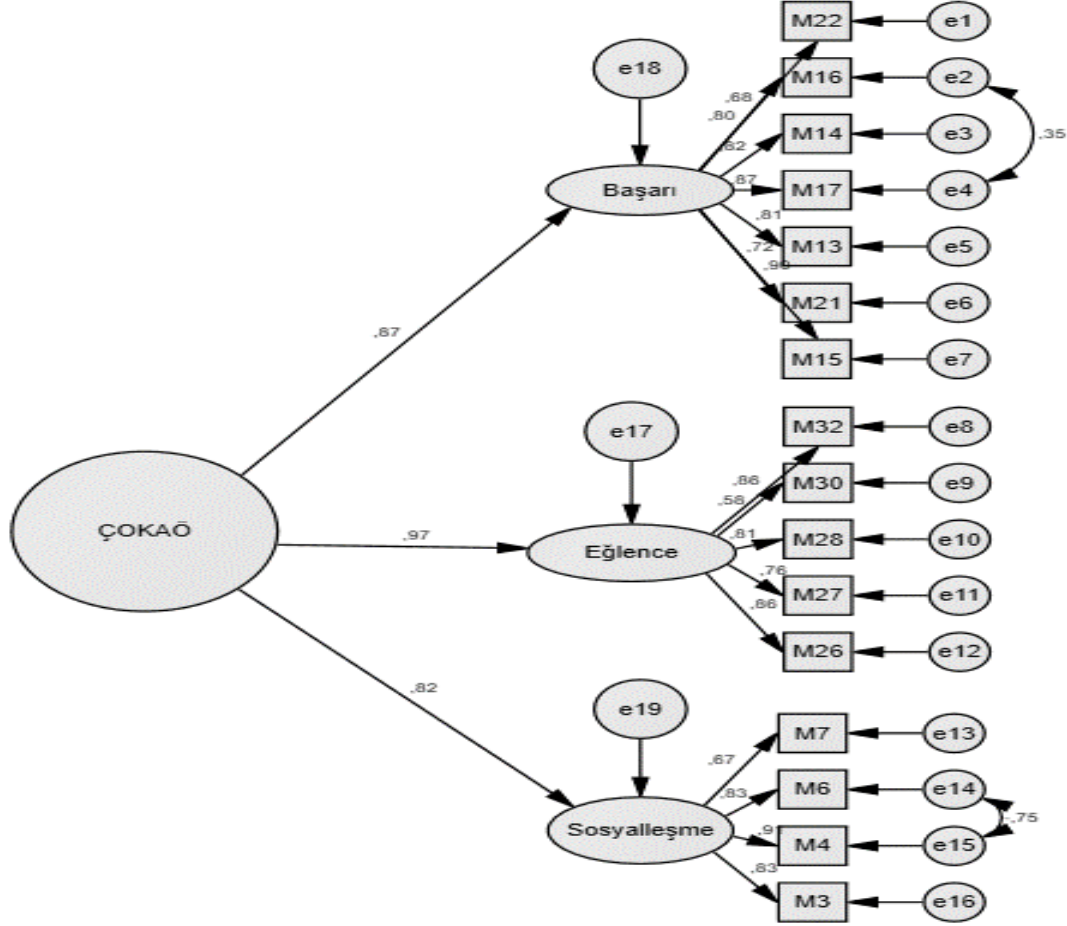 M22
e1
e18
M16
e2
,68
,80
M14
e3
,35
,82
Başarı
,87
M17
e4
,81
M13
e5
,72
M21
e6
,87
M15
e7
e17
M32
e8
,86
M30
e9
,58
ÇOKAÖ
,97
Eğlence
,81
M28
e10
,76
M27
e11
,86
M26
e12
,82
e19
M7
e13
,67
M6
e14
,83
-,75
Sosyalleşme
M4
e15
,83
M3
e16